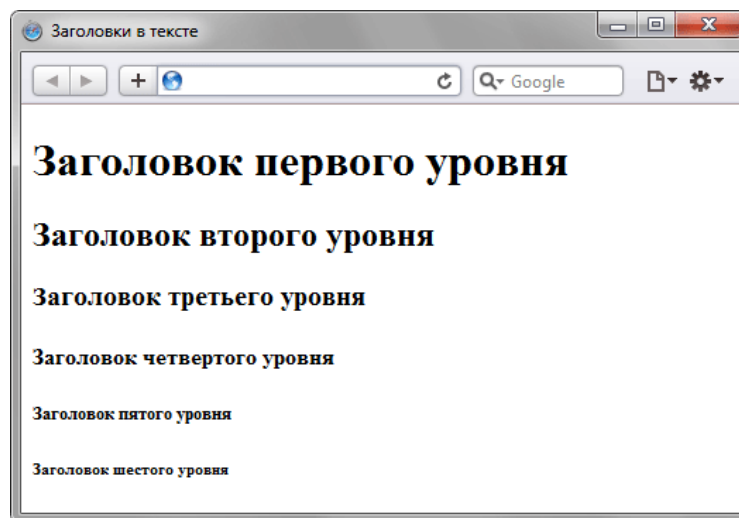 Заголовки в тексте
Google
Заголовок первого уровня
Заголовок второго уровня
Заголовок третьего уровня
Заголовок четвертого уровня
Заголовок пятого уровня
Заголовок шестого уровня